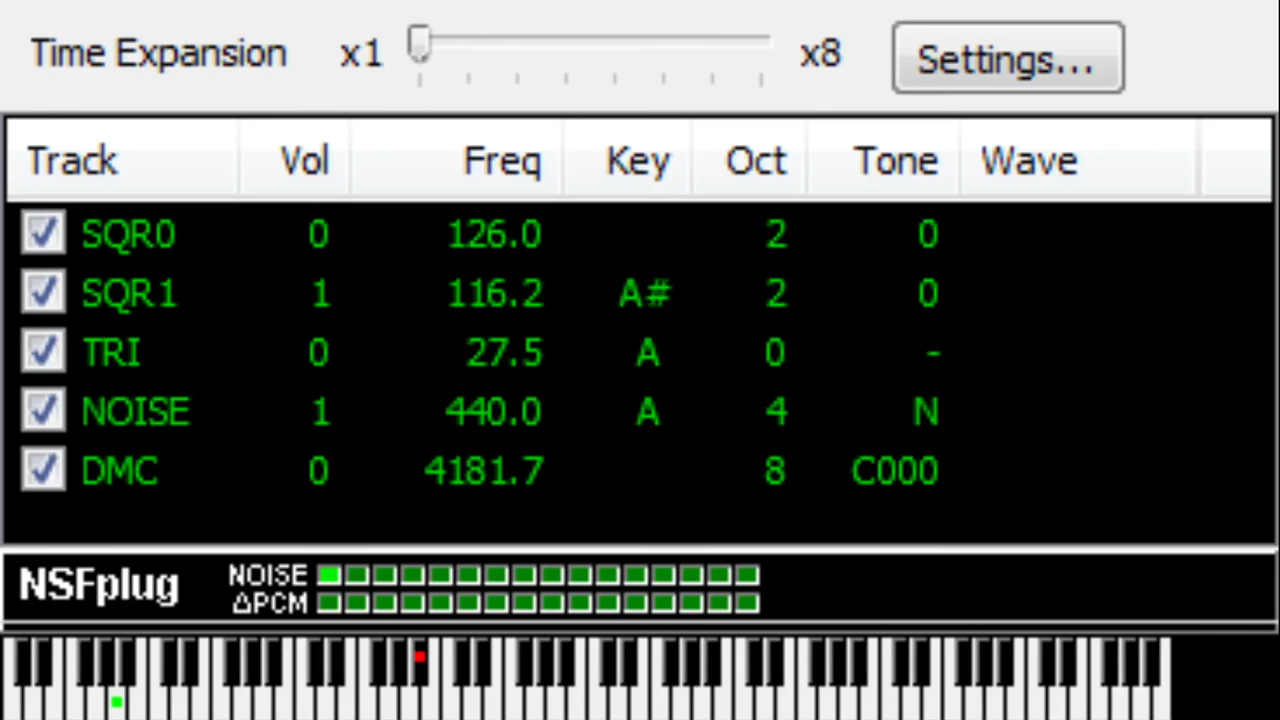 Time Expansion x1 x8 Settings...
Track Vol Freq Key Oct Tone Wave
SQR0 0 126.0 2 0
SQR1 1 116.2 A# 2 0
TRI 0 27.5 A 0 -
NOISE 1 440.0 A 4 N
DMC 0 4181.7 8 C000
NSFplug NOISE
ΔPCM